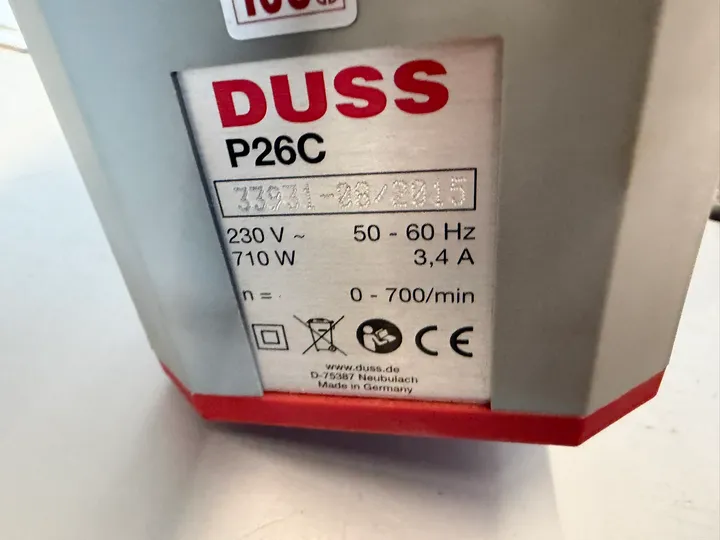 DUSS
P26C
33931-08/2015
230 V ~ 50 - 60 Hz
710 W 3,4 A
n = 0 - 700/min
CE
www.duss.de
D-75387 Neubulach
Made in Germany